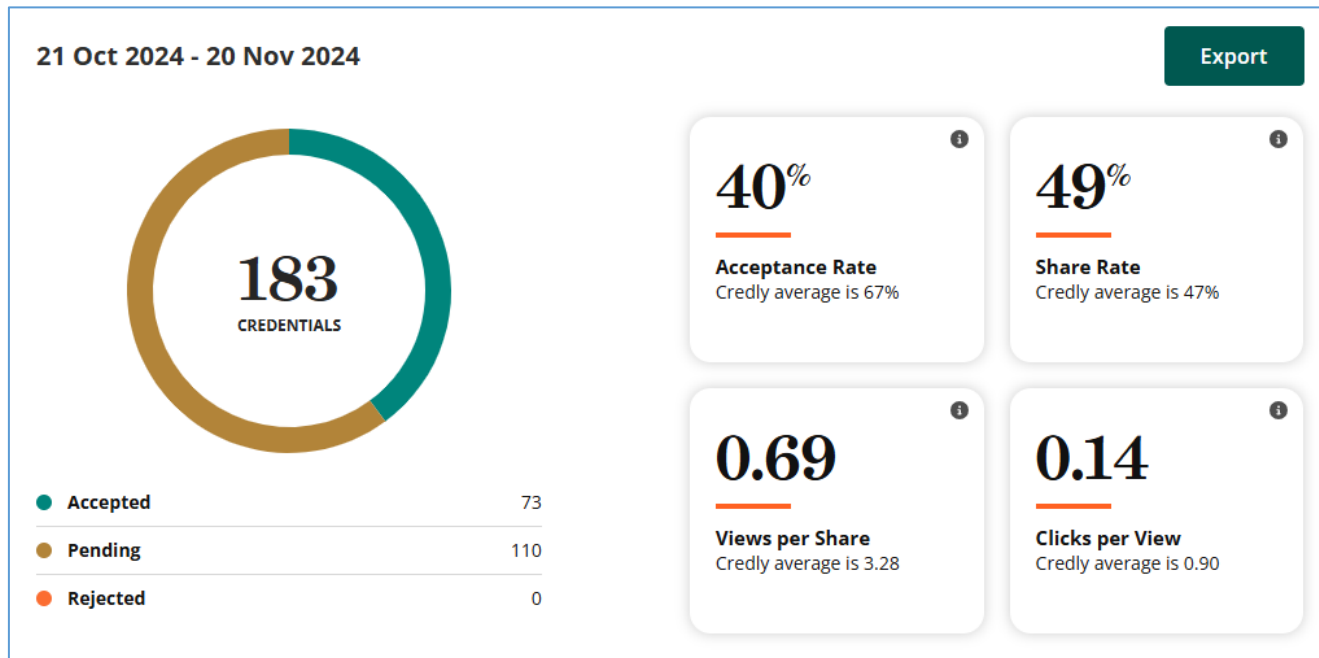 21 Oct 2024 - 20 Nov 2024
Export
183
CREDENTIALS
Accepted 73
Pending 110
Rejected 0
40%
Acceptance Rate
Credly average is 67%
49%
Share Rate
Credly average is 47%
0.69
Views per Share
Credly average is 3.28
0.14
Clicks per View
Credly average is 0.90